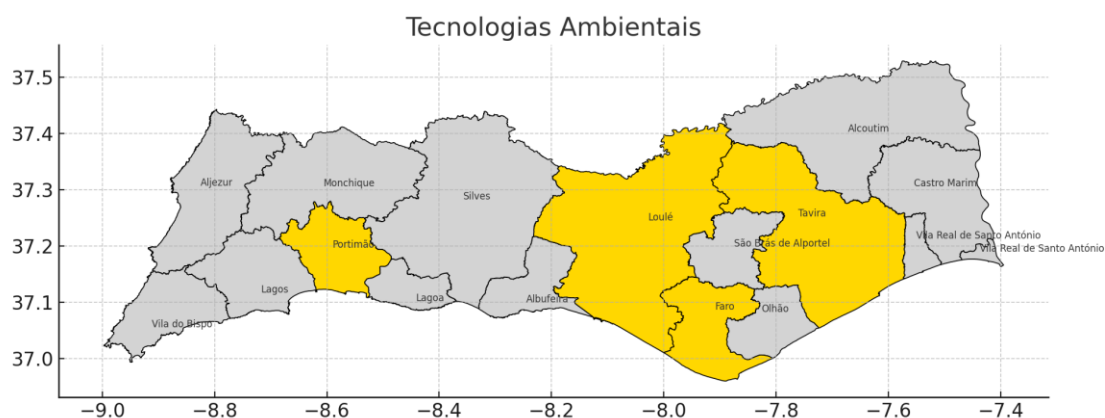 Tecnologias Ambientais
37.5
37.4
37.3
37.2
37.1
37.0
Alcoutim
Aljezur
Monchique
Castro Marim
Silves
Loulé
Tavira
Portimão
São Brás de Alportel
Vila Real de Santo António
Vila Real de Santo António
Lagos
Lagoa
Albufeira
Faro
Olhão
Vila do Bispo
−9.0 −8.8 −8.6 −8.4 −8.2 −8.0 −7.8 −7.6 −7.4